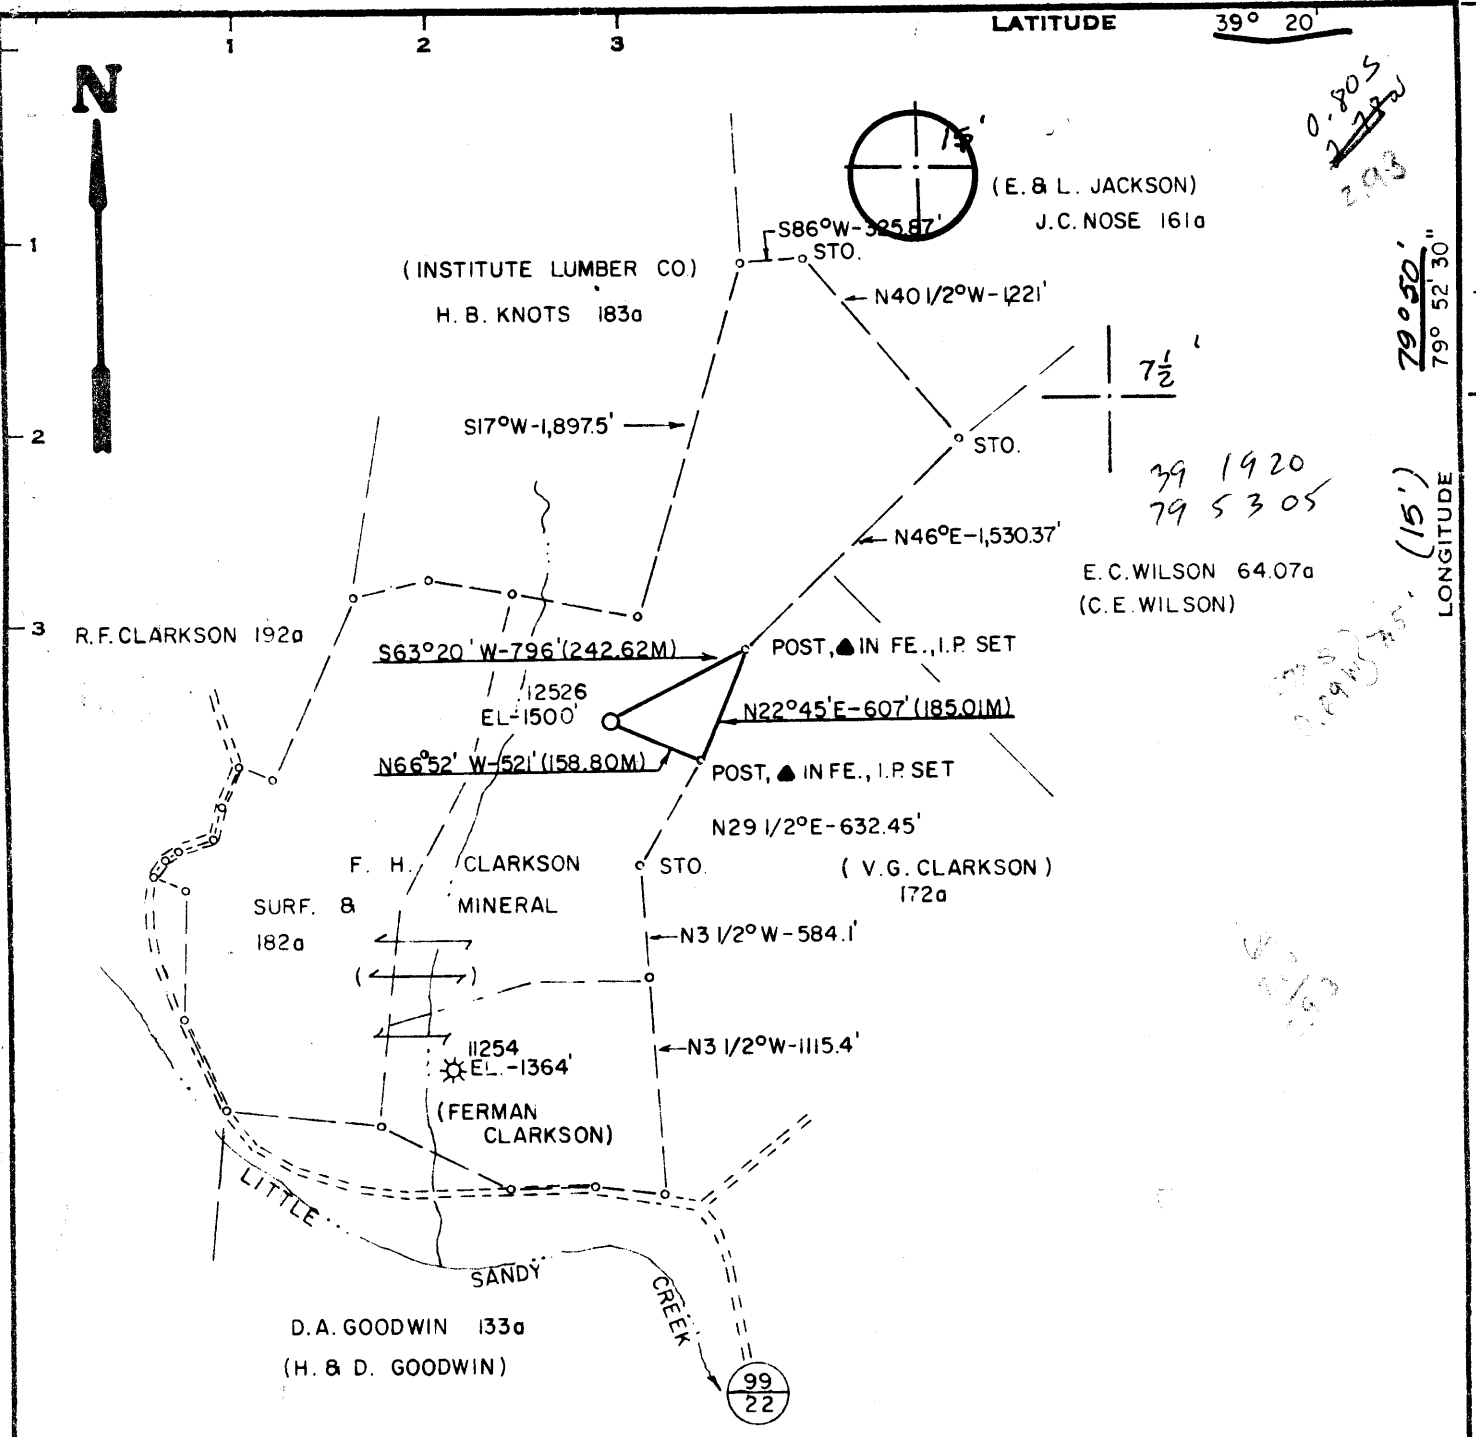 LATITUDE 39° 20'
1 2 3
N
0.805
2.93
1
(E. & L. JACKSON)
J.C. NOSE 161a
S86°W-325.87'
STO.
(INSTITUTE LUMBER CO.)
H. B. KNOTS 183a
N40 1/2°W-1,221'
79° 50'
79° 52' 30"
7 1/2'
S17°W-1,897.5'
2
STO.
39 1920
79 5305
(15')
LONGITUDE
N46°E-1,530.37'
E. C. WILSON 64.07a
(C. E. WILSON)
3
R. F. CLARKSON 192a
S63°20' W-796'(242.62M)
POST, ▲ IN FE., I.P. SET
12526
EL-1500'
N22°45'E-607' (185.01M)
N66°52' W-521'(158.80M)
POST, ▲ IN FE., I.P. SET
N29 1/2°E-632.45'
F. H. CLARKSON
STO.
(V.G. CLARKSON)
172a
SURF. & MINERAL
182a
N3 1/2°W-584.1'
N3 1/2°W-1115.4'
11254
EL.-1364'
(FERMAN
CLARKSON)
LITTLE
SANDY
CREEK
D. A. GOODWIN 133a
(H. & D. GOODWIN)
99
22